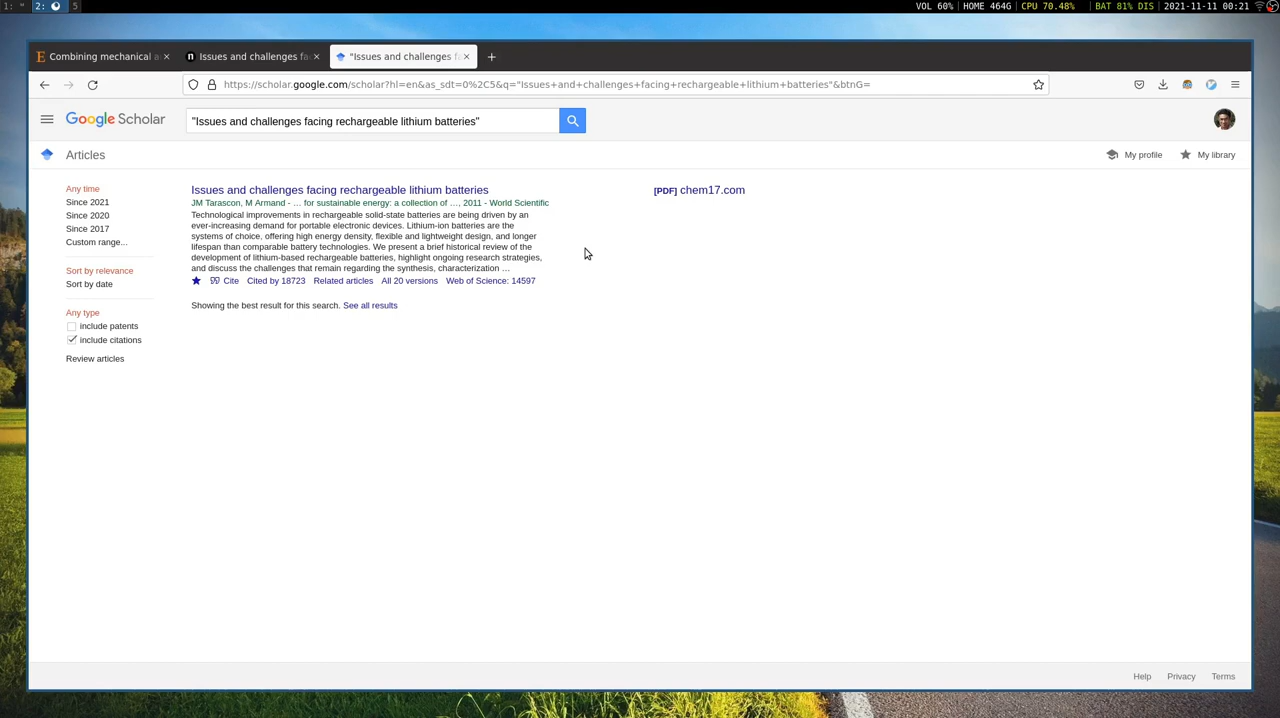 1: "
2:
5
VOL 60% HOME 464G CPU 70.48% BAT 81% DIS 2021-11-11 00:21
Combining mechanical a
Issues and challenges fa
"Issues and challenges f
https://scholar.google.com/scholar?hl=en&as_sdt=0%2C5&q="Issues+and+challenges+facing+rechargeable+lithium+batteries"&btnG=
Google Scholar
"Issues and challenges facing rechargeable lithium batteries"
Articles
My profile
My library
Any time
Since 2021
Since 2020
Since 2017
Custom range...
Sort by relevance
Sort by date
Any type
include patents
include citations
Review articles
Issues and challenges facing rechargeable lithium batteries
JM Tarascon, M Armand - … for sustainable energy: a collection of …, 2011 - World Scientific
Technological improvements in rechargeable solid-state batteries are being driven by an
ever-increasing demand for portable electronic devices. Lithium-ion batteries are the
systems of choice, offering high energy density, flexible and lightweight design, and longer
lifespan than comparable battery technologies. We present a brief historical review of the
development of lithium-based rechargeable batteries, highlight ongoing research strategies,
and discuss the challenges that remain regarding the synthesis, characterization …
Cite Cited by 18723 Related articles All 20 versions Web of Science: 14597
[PDF] chem17.com
Showing the best result for this search. See all results
Help Privacy Terms